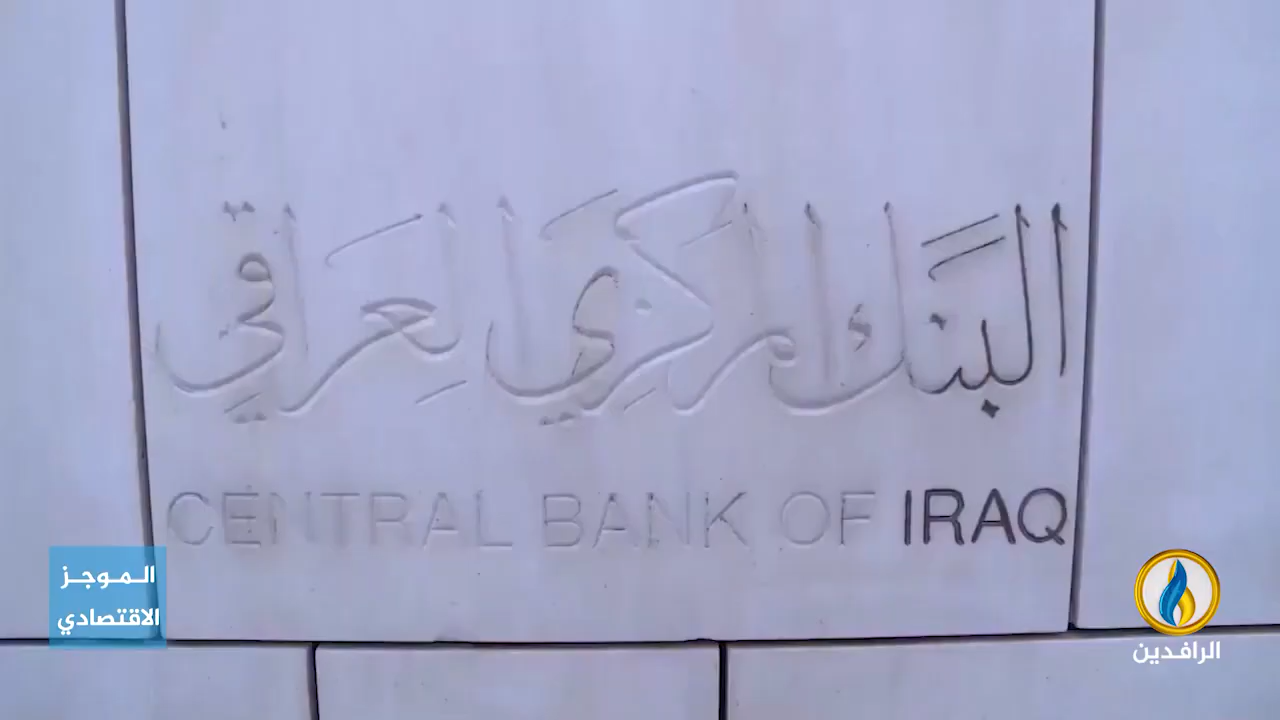 البنك المركزي العراقي
CENTRAL BANK OF IRAQ
الموجز
الاقتصادي
الرافدين